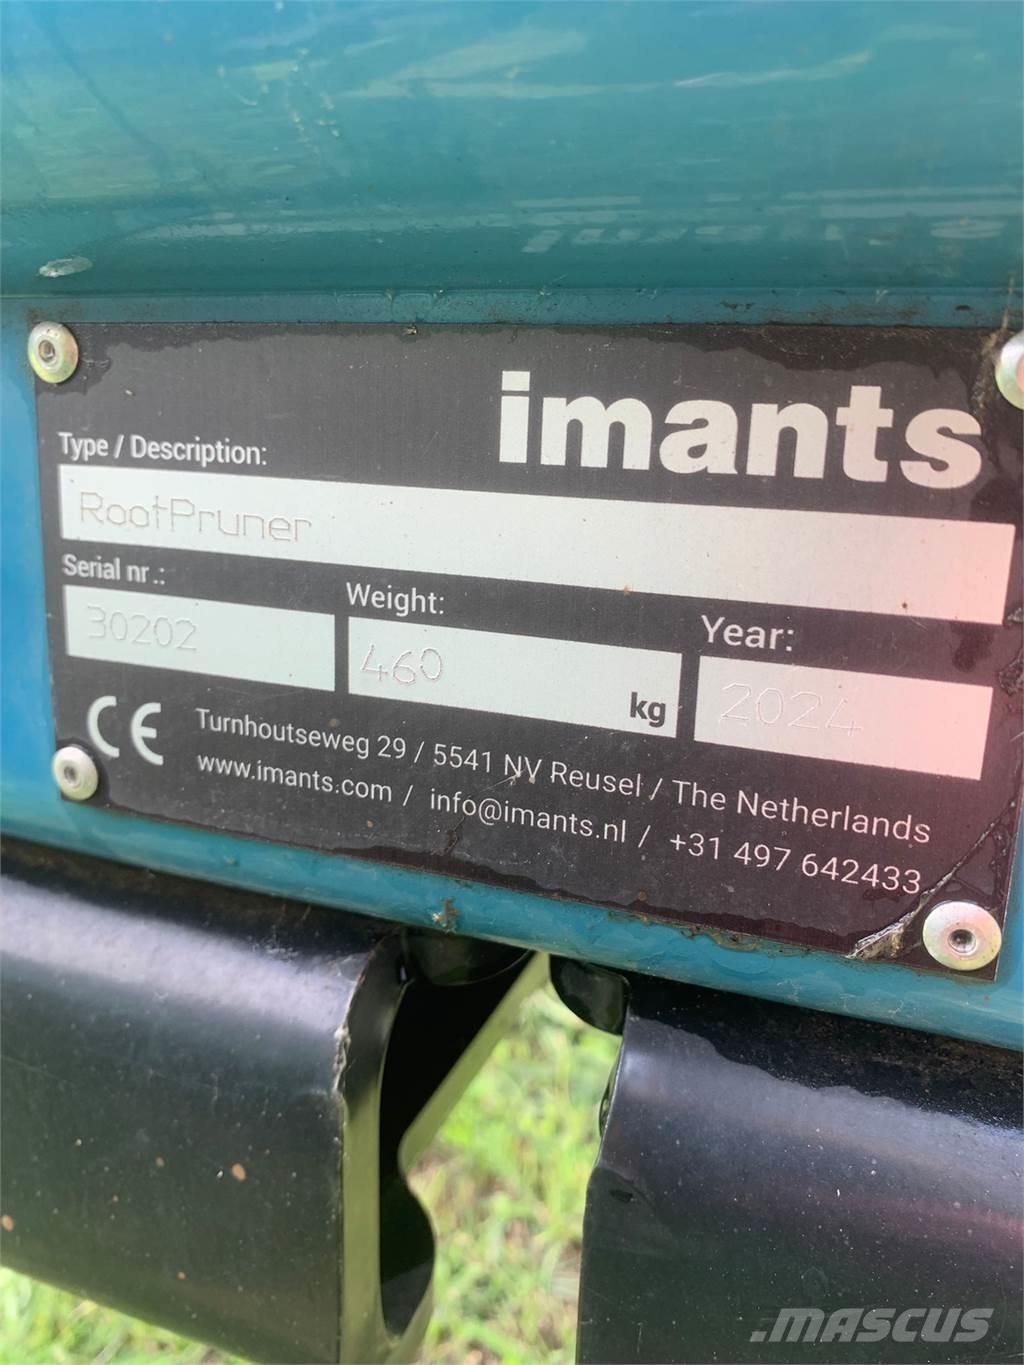 imants
Type / Description:
RootPruner
Serial nr.:
Weight:
Year:
30202
460
kg
2024
CE
Turnhoutseweg 29 / 5541 NV Reusel / The Netherlands
www.imants.com / info@imants.nl / +31 497 642433
.MASCUS